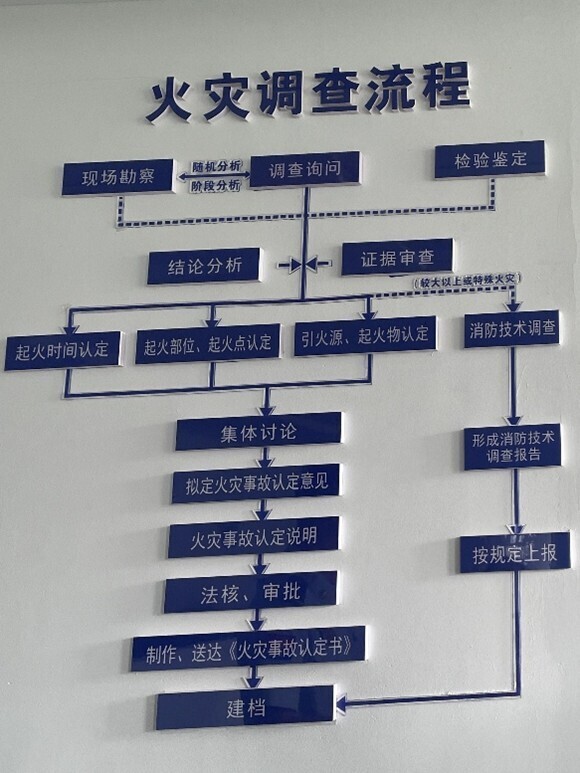 火灾调查流程
现场勘察
随机分析
阶段分析
调查询问
检验鉴定
结论分析
证据审查
(较大以上或特殊火灾)
起火时间认定
起火部位、起火点认定
引火源、起火物认定
消防技术调查
集体讨论
形成消防技术
调查报告
拟定火灾事故认定意见
火灾事故认定说明
按规定上报
法核、审批
制作、送达《火灾事故认定书》
建档